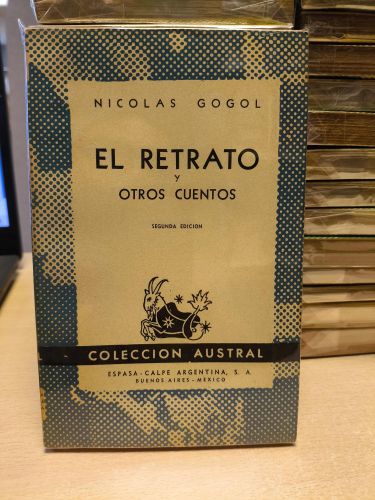 NICOLAS GOGOL
EL RETRATO
Y
OTROS CUENTOS
SEGUNDA EDICION
COLECCION AUSTRAL
ESPASA-CALPE ARGENTINA, S. A.
BUENOS AIRES - MEXICO